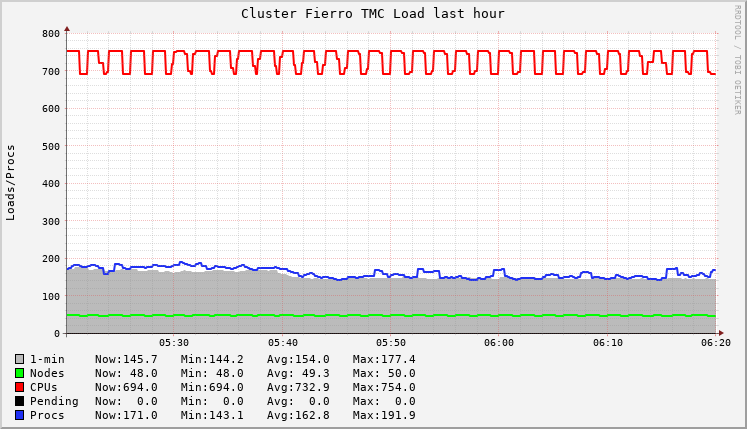 Cluster Fierro TMC Load last hour
RRDTOOL / TOBI OETIKER
Loads/Procs
800
700
600
500
400
300
200
100
0
05:30 05:40 05:50 06:00 06:10 06:20
1-min Now:145.7 Min:144.2 Avg:154.0 Max:177.4
Nodes Now: 48.0 Min: 48.0 Avg: 49.3 Max: 50.0
CPUs Now:694.0 Min:694.0 Avg:732.9 Max:754.0
Pending Now: 0.0 Min: 0.0 Avg: 0.0 Max: 0.0
Procs Now:171.0 Min:143.1 Avg:162.8 Max:191.9